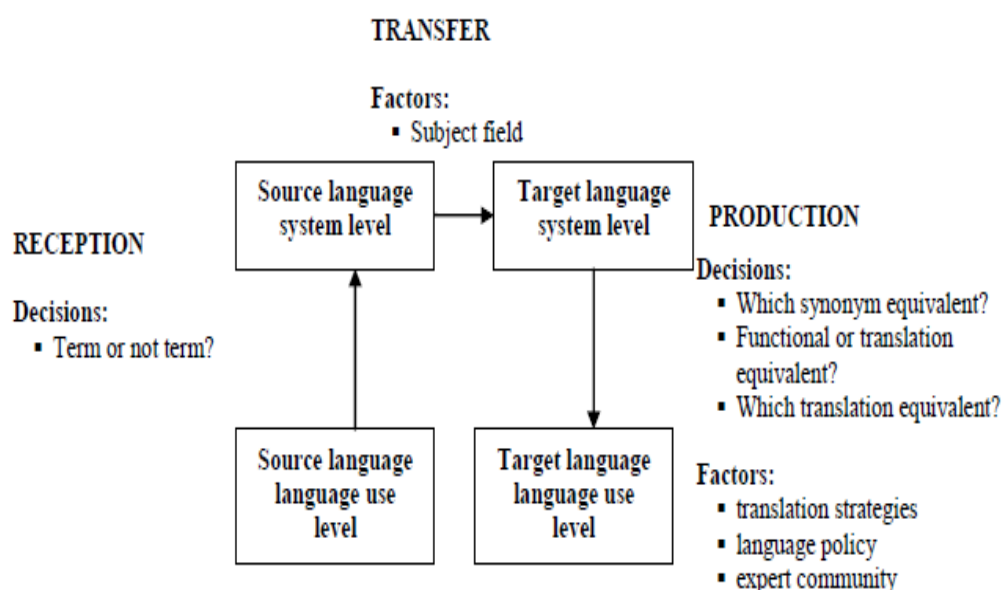 TRANSFER
Factors:
▪ Subject field
Source language
system level
Target language
system level
RECEPTION
Decisions:
▪ Term or not term?
PRODUCTION
Decisions:
▪ Which synonym equivalent?
▪ Functional or translation
equivalent?
▪ Which translation equivalent?
Source language
language use
level
Target language
language use
level
Factors:
▪ translation strategies
▪ language policy
▪ expert community